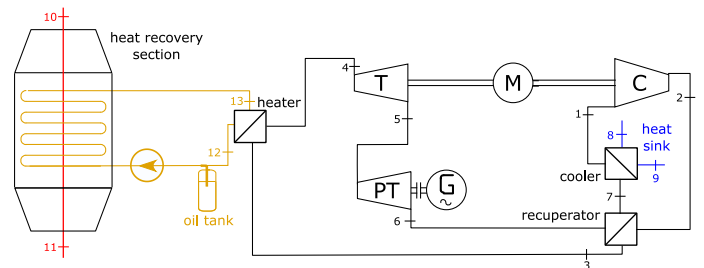 10
heat recovery
section
4
T
M
C
2
13
heater
1
5
8
heat
sink
12
9
cooler
PT
G
~
7
oil tank
6
recuperator
11
3